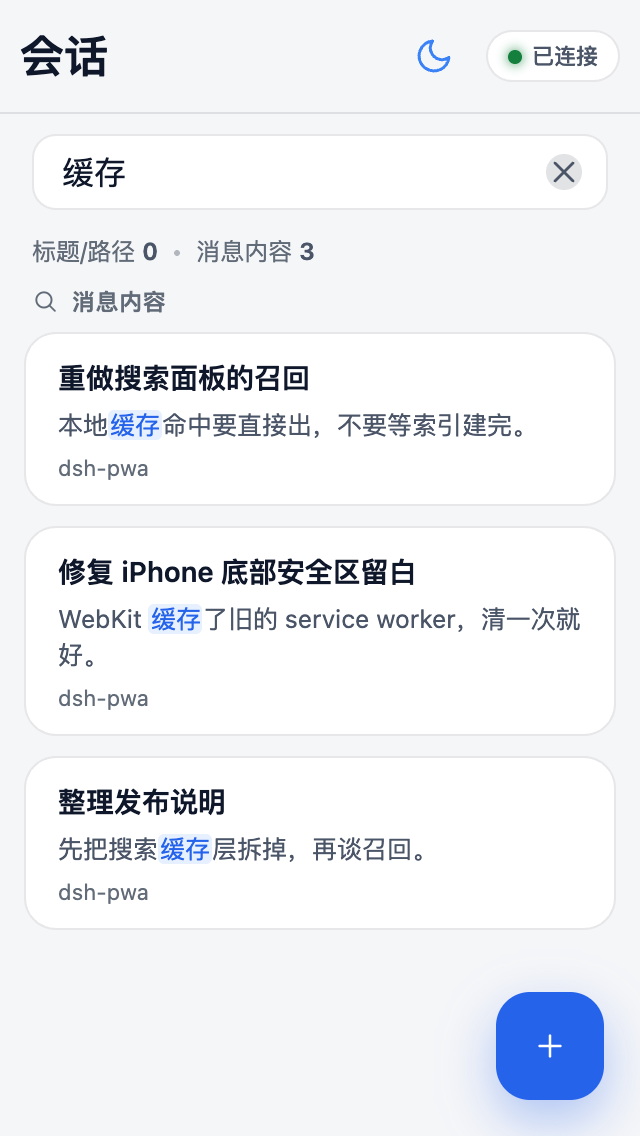 会话
已连接
缓存
标题/路径 0 • 消息内容 3
消息内容
重做搜索面板的召回
本地缓存命中要直接出，不要等索引建完。
dsh-pwa
修复 iPhone 底部安全区留白
WebKit 缓存了旧的 service worker，清一次就
好。
dsh-pwa
整理发布说明
先把搜索缓存层拆掉，再谈召回。
dsh-pwa